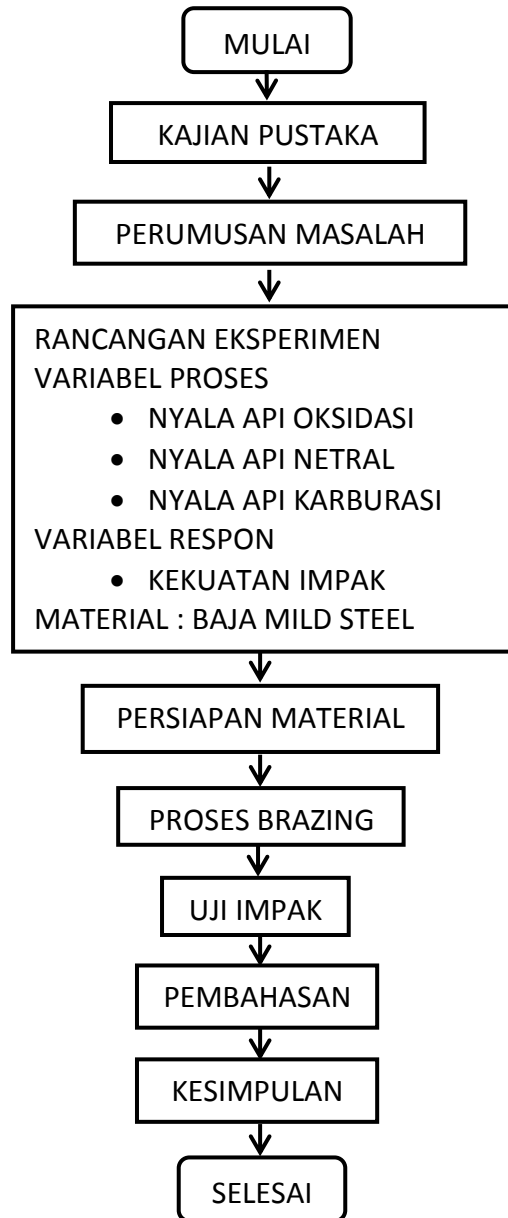 MULAI
KAJIAN PUSTAKA
PERUMUSAN MASALAH
RANCANGAN EKSPERIMEN
VARIABEL PROSES
• NYALA API OKSIDASI
• NYALA API NETRAL
• NYALA API KARBURASI
VARIABEL RESPON
• KEKUATAN IMPAK
MATERIAL : BAJA MILD STEEL
PERSIAPAN MATERIAL
PROSES BRAZING
UJI IMPAK
PEMBAHASAN
KESIMPULAN
SELESAI